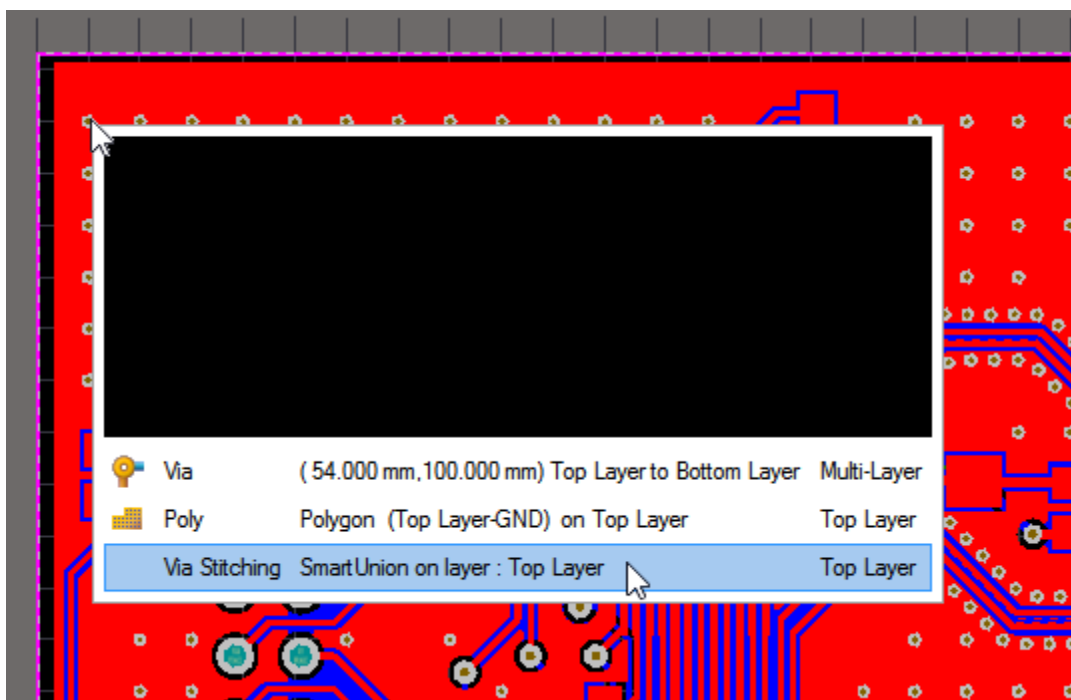 Via ( 54.000 mm,100.000 mm) Top Layer to Bottom Layer Multi-Layer
Poly Polygon (Top Layer-GND) on Top Layer Top Layer
Via Stitching SmartUnion on layer : Top Layer Top Layer